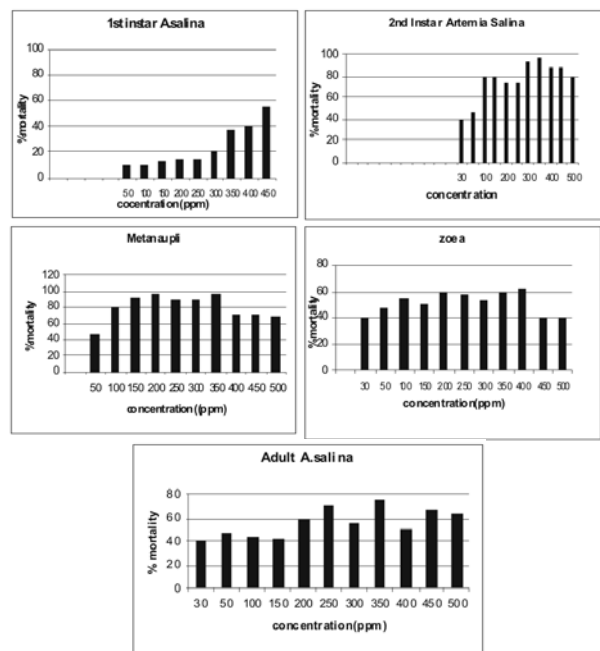 1st instar A.salina
100
80
60
40
20
0
%mortality
50 100 150 200 250 300 350 400 450
cocentration(ppm)
2nd Instar Artemia Salina
100
80
60
40
20
0
%mortality
30 100 200 300 400 500
concentration
Metanaupli
120
100
80
60
40
20
0
%mortality
50 100 150 200 250 300 350 400 450 500
concentration((ppm)
zoea
80
60
40
20
0
%mortality
30 50 100 150 200 250 300 350 400 450 500
concentration(ppm)
Adult A.salina
80
60
40
20
0
% mortality
30 50 100 150 200 250 300 350 400 450 500
concentration(ppm)